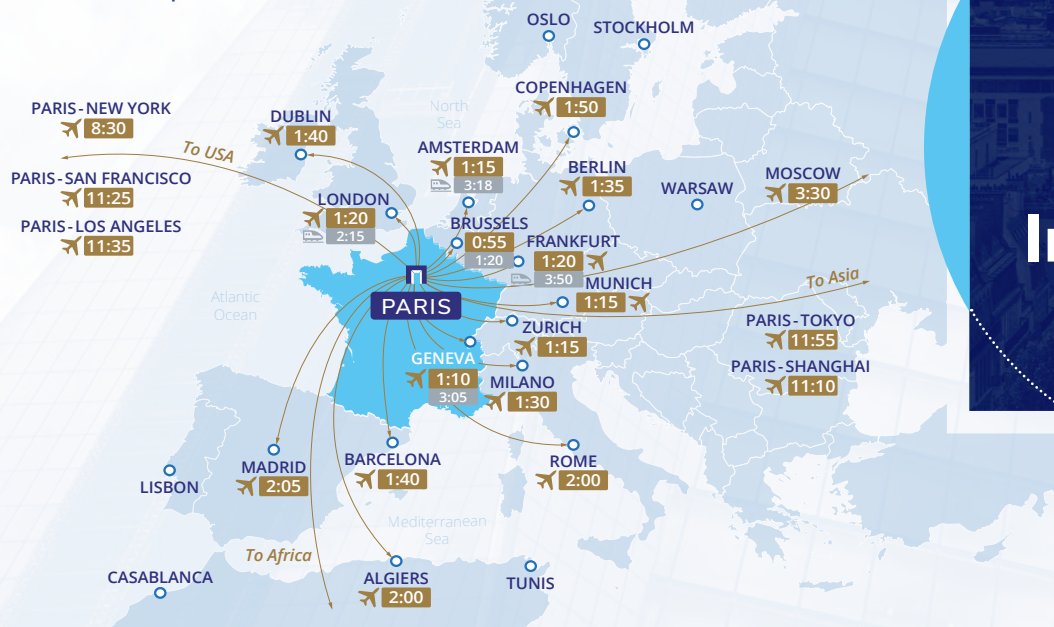 OSLO
STOCKHOLM
COPENHAGEN
1:50
PARIS-NEW YORK
8:30
To USA
DUBLIN
1:40
North
Sea
AMSTERDAM
1:15
3:18
BERLIN
1:35
WARSAW
MOSCOW
3:30
PARIS-SAN FRANCISCO
11:25
PARIS-LOS ANGELES
11:35
LONDON
1:20
2:15
BRUSSELS
0:55
1:20
FRANKFURT
1:20
3:50
MUNICH
1:15
To Asia
Atlantic
Ocean
PARIS
ZURICH
1:15
PARIS-TOKYO
11:55
PARIS-SHANGHAI
11:10
GENEVA
1:10
3:05
MILANO
1:30
LISBON
MADRID
2:05
BARCELONA
1:40
ROME
2:00
Mediterranean
Sea
To Africa
CASABLANCA
ALGIERS
2:00
TUNIS